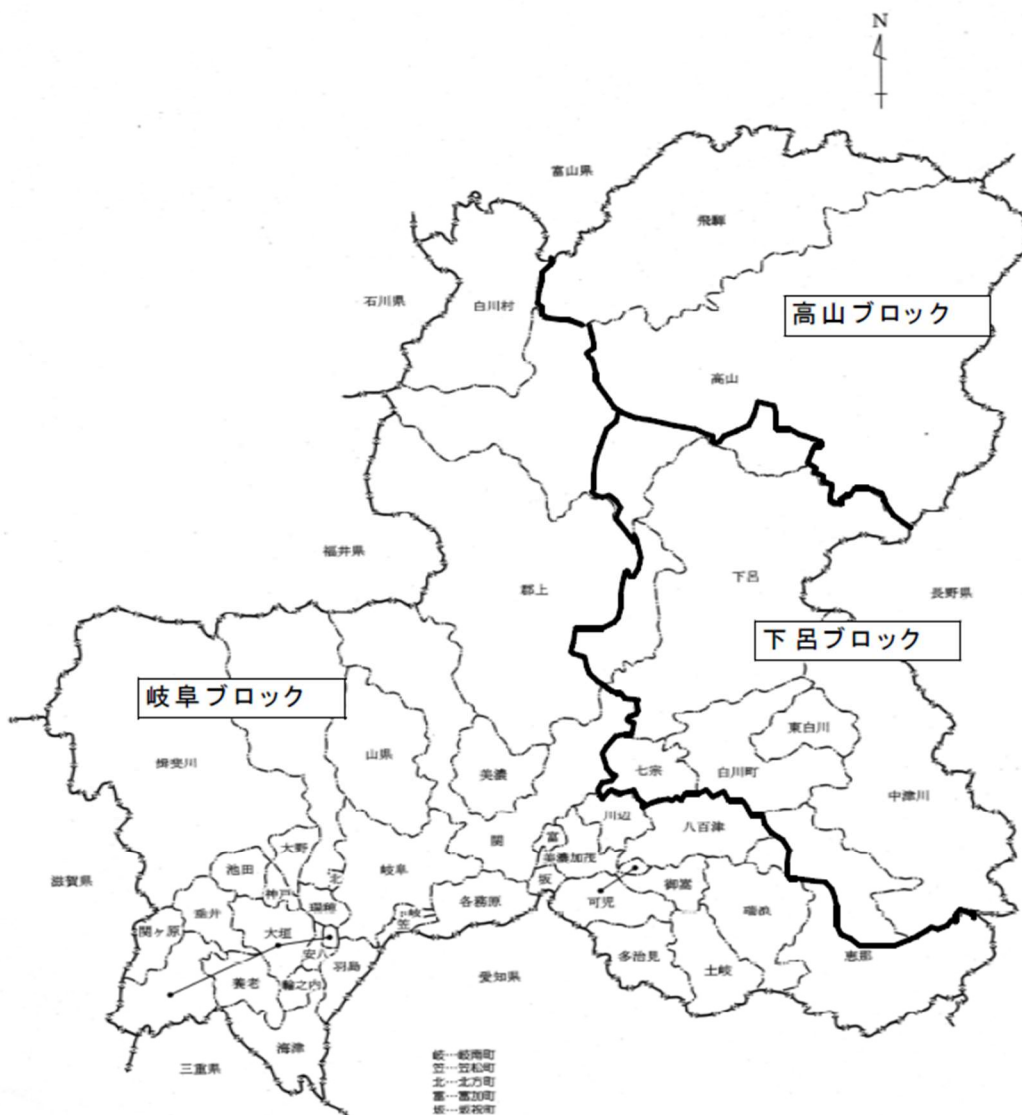 N
富山県
飛騨
石川県
白川村
高山ブロック
高山
福井県
郡上
下呂
長野県
下呂ブロック
岐阜ブロック
東白川
揖斐川
山県
美濃
七宗
白川町
中津川
川辺
八百津
大野
富
関
美濃加茂
池田
北
岐阜
滋賀県
神戸
瑞穂
坂
御嵩
各務原
可児
瑞浪
垂井
岐
笠
関ヶ原
大垣
安八
羽島
多治見
土岐
恵那
養老
輪之内
愛知県
海津
三重県
岐…岐南町
笠…笠松町
北…北方町
富…富加町
坂…坂祝町